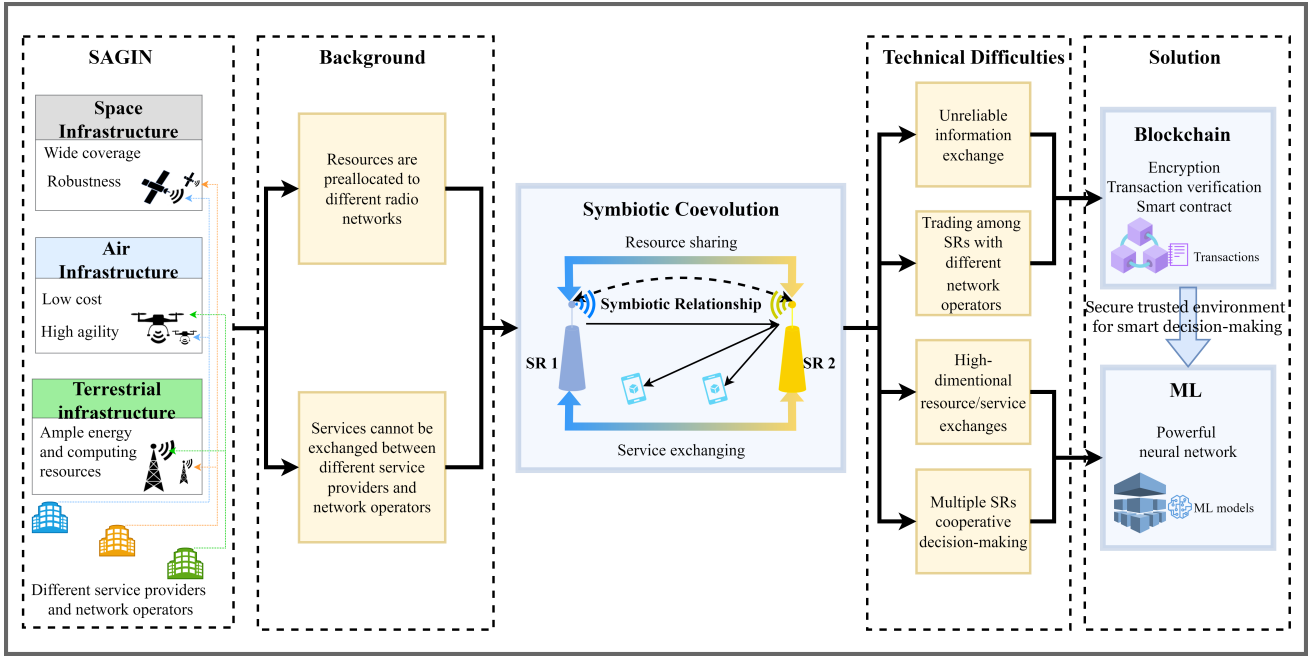 SAGIN
Space
Infrastructure
Wide coverage
Robustness
Air
Infrastructure
Low cost
High agility
Terrestrial
infrastructure
Ample energy
and computing
resources
Different service providers
and network operators
Background
Resources are
preallocated to
different radio
networks
Services cannot be
exchanged between
different service
providers and
network operators
Symbiotic Coevolution
Resource sharing
Symbiotic Relationship
SR 1
SR 2
Service exchanging
Technical Difficulties
Unreliable
information
exchange
Trading among
SRs with
different
network
operators
High-
dimentional
resource/service
exchanges
Multiple SRs
cooperative
decision-making
Solution
Blockchain
Encryption
Transaction verification
Smart contract
Transactions
Secure trusted environment
for smart decision-making
ML
Powerful
neural network
ML models